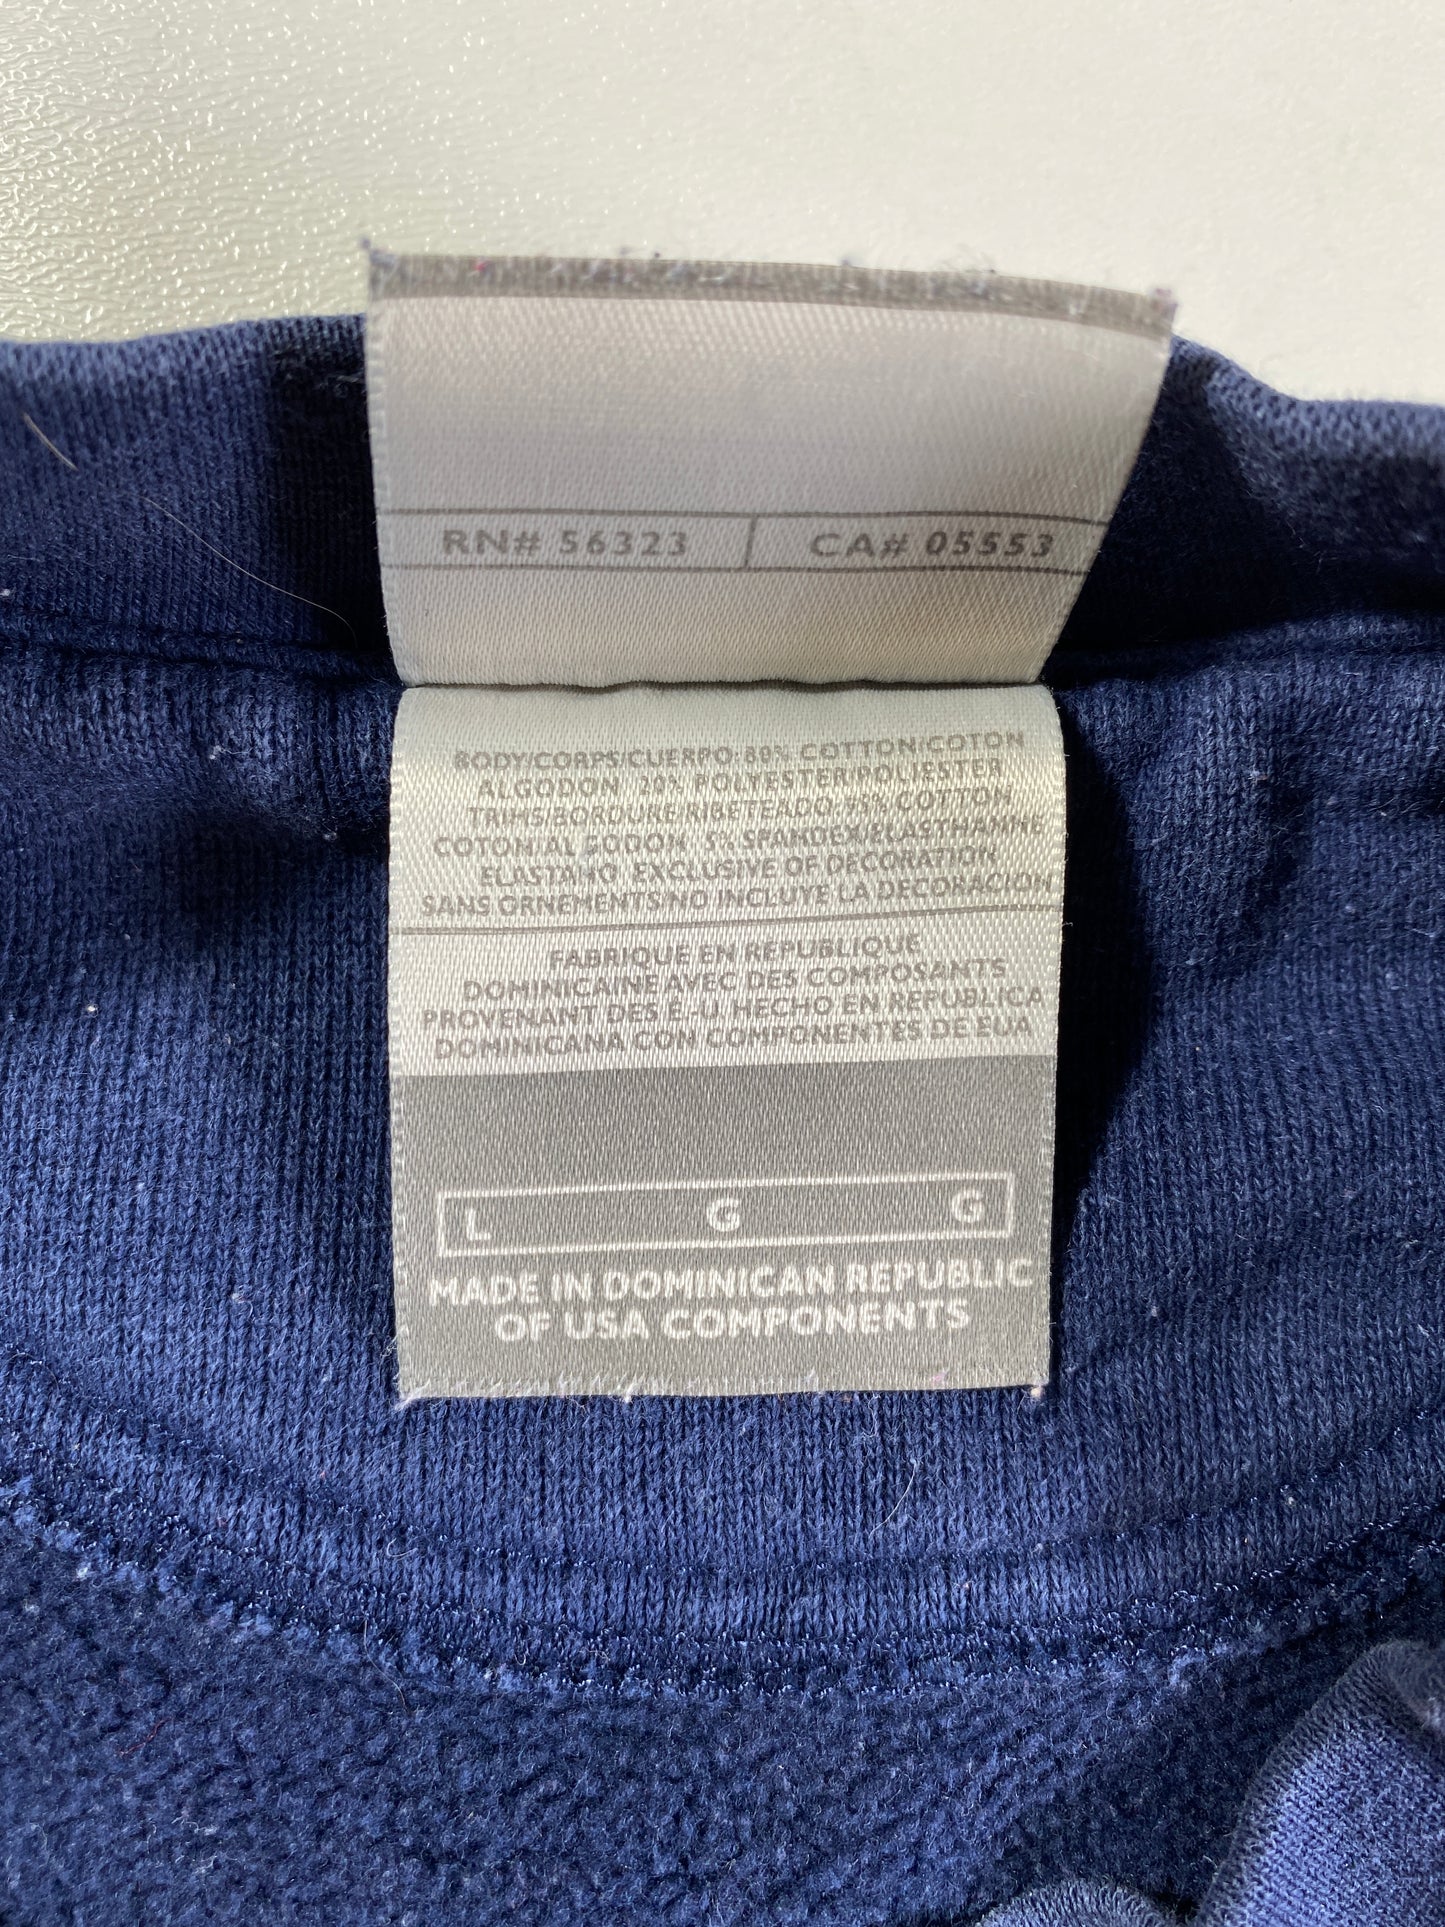 RN# 56323 CA# 05553
BODY/CORPS/CUERPO-80% COTTON/COTON
ALGODON 20% POLYESTER/POLIESTER
TRIMS/BORDURE/RIBETEADO-95% COTTON
COTON/ALGODON 5% SPANDEX/ELASTHANNE
ELASTANO EXCLUSIVE OF DECORATION
SANS ORNEMENTS/NO INCLUYE LA DECORACION
FABRIQUÉ EN RÉPUBLIQUE
DOMINICAINE AVEC DES COMPOSANTS
PROVENANT DES É.-U. HECHO EN REPUBLICA
DOMINICANA CON COMPONENTES DE EUA
L G G
MADE IN DOMINICAN REPUBLIC
OF USA COMPONENTS